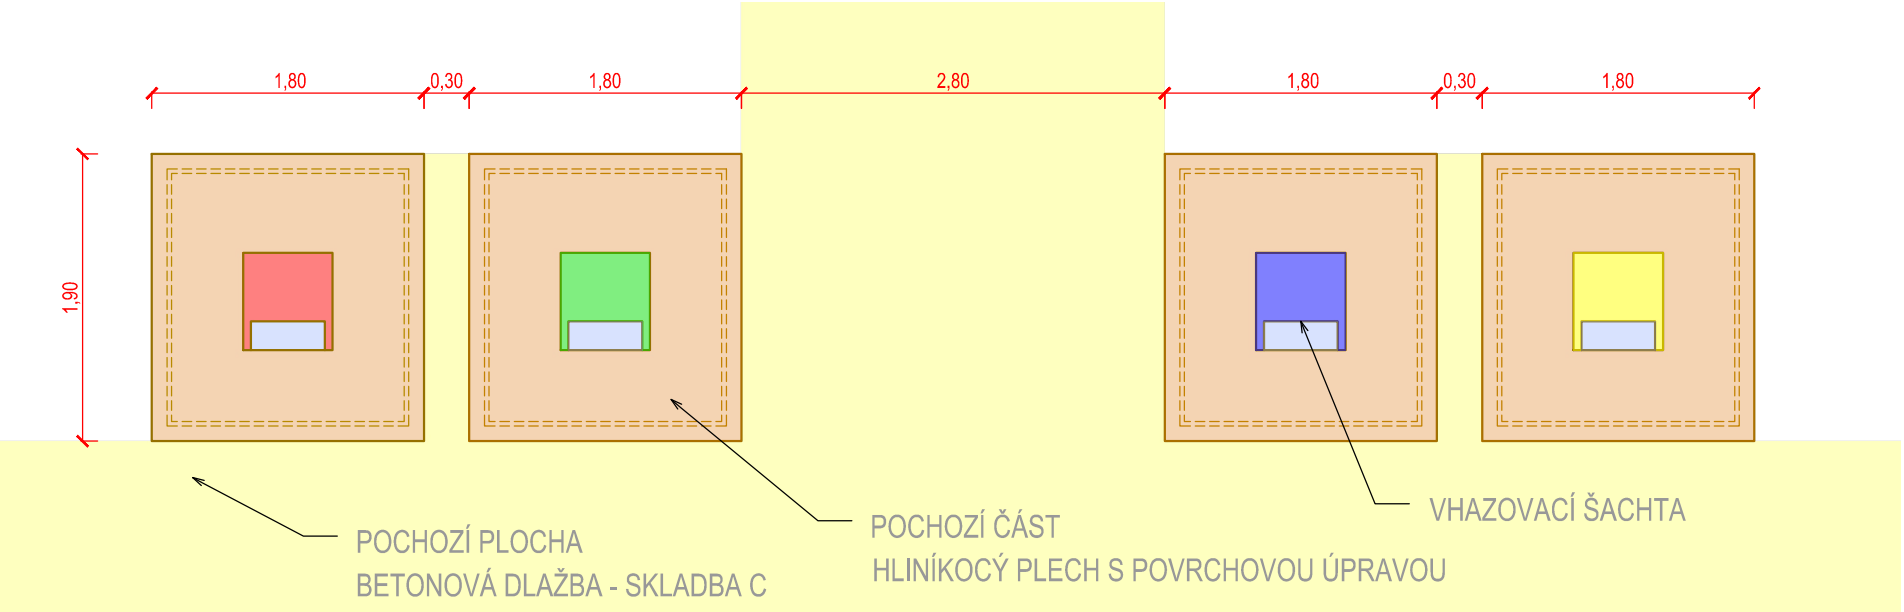 1,80 0,30 1,80 2,80 1,80 0,30 1,80
1,90
VHAZOVACÍ ŠACHTA
POCHOZÍ ČÁST
HLINÍKOCÝ PLECH S POVRCHOVOU ÚPRAVOU
POCHOZÍ PLOCHA
BETONOVÁ DLAŽBA - SKLADBA C